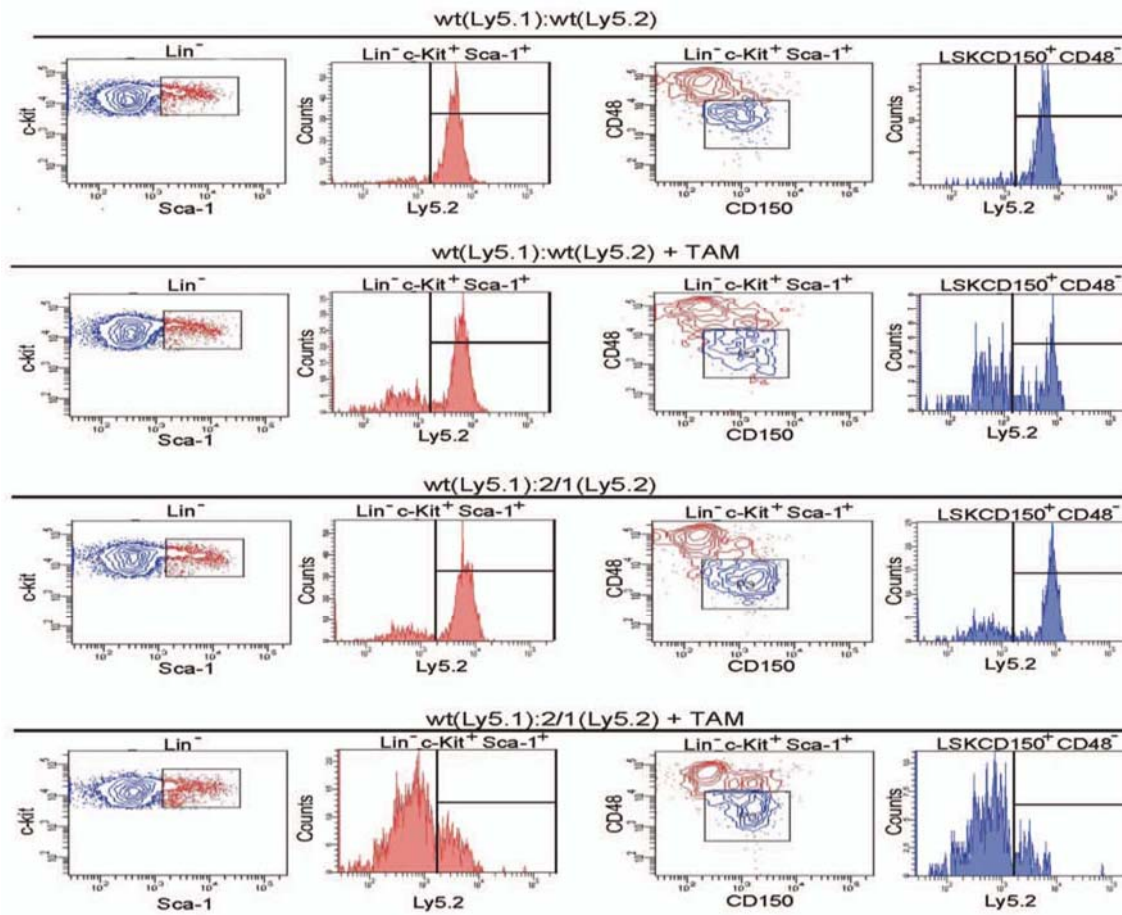 wt(Ly5.1):wt(Ly5.2)
Lin⁻
Lin⁻ c-Kit⁺ Sca-1⁺
Lin⁻ c-Kit⁺ Sca-1⁺
LSKCD150⁺ CD48⁻
c-kit
Counts
CD48
Counts
Sca-1
Ly5.2
CD150
Ly5.2
wt(Ly5.1):wt(Ly5.2) + TAM
Lin⁻
Lin⁻ c-Kit⁺ Sca-1⁺
Lin⁻ c-Kit⁺ Sca-1⁺
LSKCD150⁺ CD48⁻
c-kit
Counts
CD48
Counts
Sca-1
Ly5.2
CD150
Ly5.2
wt(Ly5.1):2/1(Ly5.2)
Lin⁻
Lin⁻ c-Kit⁺ Sca-1⁺
Lin⁻ c-Kit⁺ Sca-1⁺
LSKCD150⁺ CD48⁻
c-kit
Counts
CD48
Counts
Sca-1
Ly5.2
CD150
Ly5.2
wt(Ly5.1):2/1(Ly5.2) + TAM
Lin⁻
Lin⁻ c-Kit⁺ Sca-1⁺
Lin⁻ c-Kit⁺ Sca-1⁺
LSKCD150⁺ CD48⁻
c-kit
Counts
CD48
Counts
Sca-1
Ly5.2
CD150
Ly5.2